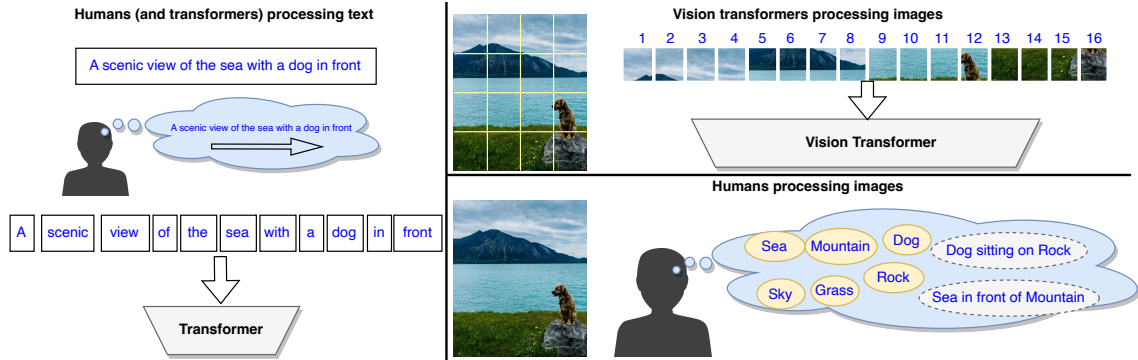 Humans (and transformers) processing text
A scenic view of the sea with a dog in front
A scenic view of the sea with a dog in front
A scenic view of the sea with a dog in front
Transformer
Vision transformers processing images
1 2 3 4 5 6 7 8 9 10 11 12 13 14 15 16
Vision Transformer
Humans processing images
Sea Mountain Dog
Dog sitting on Rock
Sky Grass Rock
Sea in front of Mountain